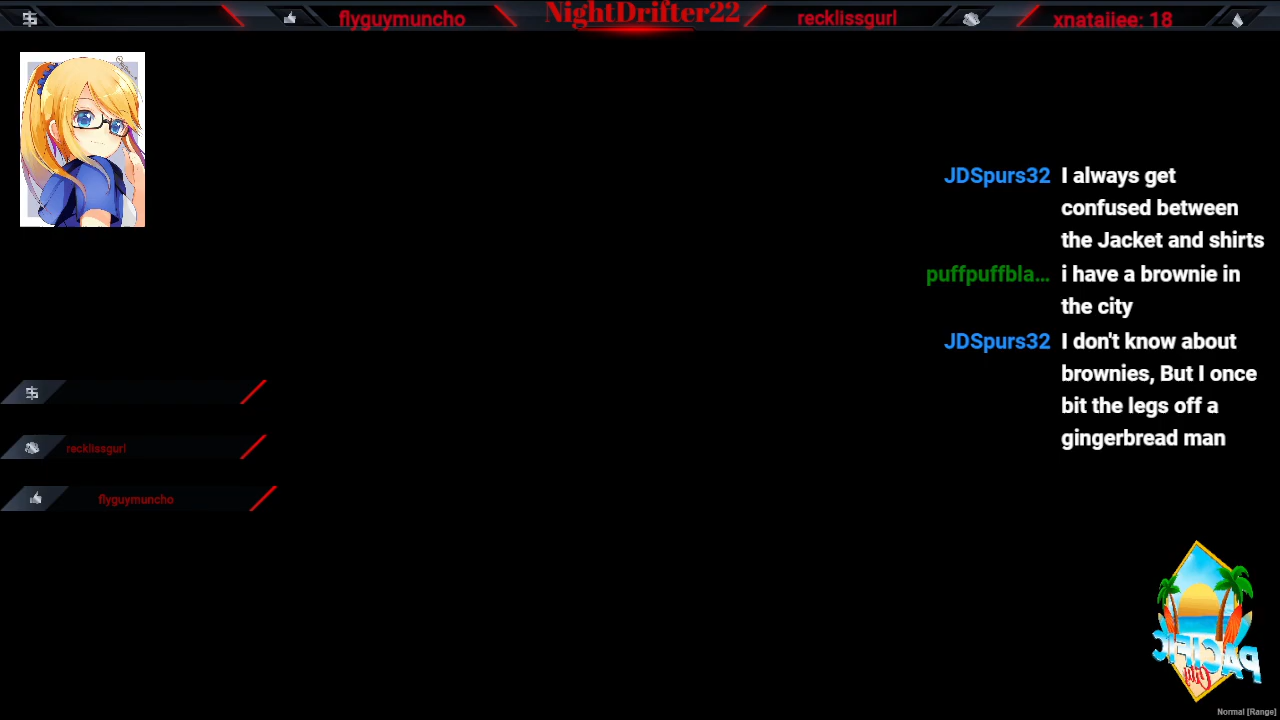 flyguymuncho
NightDrifter22
recklissgurl
xnataiiee: 18
JDSpurs32 I always get
confused between
the Jacket and shirts
puffpuffbla... i have a brownie in
the city
JDSpurs32 I don't know about
brownies, But I once
bit the legs off a
gingerbread man
recklissgurl
flyguymuncho
PACIFIC
City
Normal [Range]